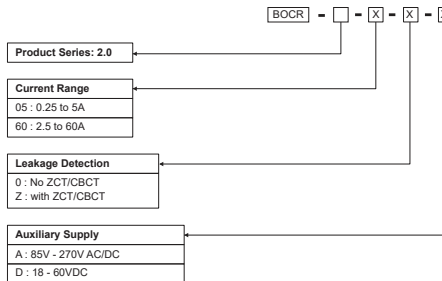 BOCR - - X - X -
Product Series: 2.0
Current Range
05 : 0.25 to 5A
60 : 2.5 to 60A
Leakage Detection
0 : No ZCT/CBCT
Z : with ZCT/CBCT
Auxiliary Supply
A : 85V - 270V AC/DC
D : 18 - 60VDC